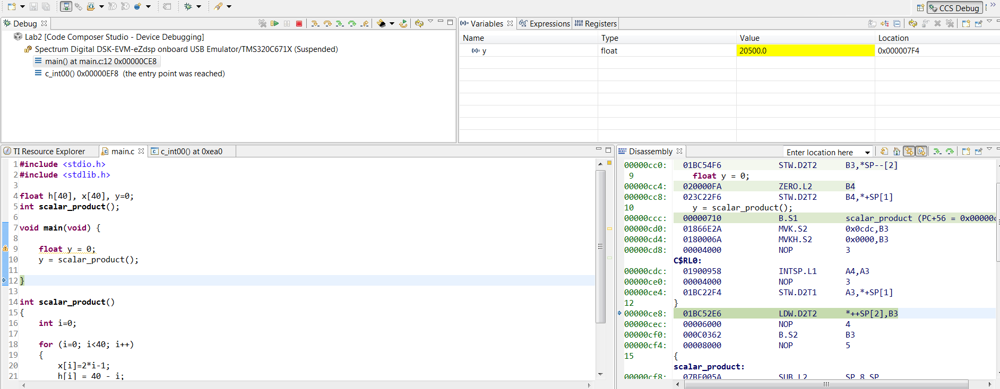 CCS Debug
Debug
Lab2 [Code Composer Studio - Device Debugging]
Spectrum Digital DSK-EVM-eZdsp onboard USB Emulator/TMS320C671X (Suspended)
main() at main.c:12 0x00000CE8
c_int00() 0x00000EF8 (the entry point was reached)
(x)= Variables Expressions Registers
Name Type Value Location
(x)= y float 20500.0 0x000007F4
TI Resource Explorer main.c c_int00() at 0xea0
1 #include <stdio.h>
2 #include <stdlib.h>
3
4 float h[40], x[40], y=0;
5 int scalar_product();
6
7 void main(void) {
8
9 float y = 0;
10 y = scalar_product();
11
12 }
13
14 int scalar_product()
15 {
16 int i=0;
17
18 for (i=0; i<40; i++)
19 {
20 x[i]=2*i-1;
21 h[i] = 40 - i;
Disassembly Enter location here
00000cc0: 01BC54F6 STW.D2T2 B3,*SP--[2]
9 float y = 0;
00000cc4: 020000FA ZERO.L2 B4
00000cc8: 023C22F6 STW.D2T2 B4,*+SP[1]
10 y = scalar_product();
00000ccc: 00000710 B.S1 scalar_product (PC+56 = 0x00000c
00000cd0: 01866E2A MVK.S2 0x0cdc,B3
00000cd4: 0180006A MVKH.S2 0x0000,B3
00000cd8: 00004000 NOP 3
C$RL0:
00000cdc: 01900958 INTSP.L1 A4,A3
00000ce0: 00004000 NOP 3
00000ce4: 01BC22F4 STW.D2T1 A3,*+SP[1]
12 }
00000ce8: 01BC52E6 LDW.D2T2 *++SP[2],B3
00000cec: 00006000 NOP 4
00000cf0: 000C0362 B.S2 B3
00000cf4: 00008000 NOP 5
15 {
scalar_product:
00000cf8: 07BF005A SUB.L2 SP,8,SP